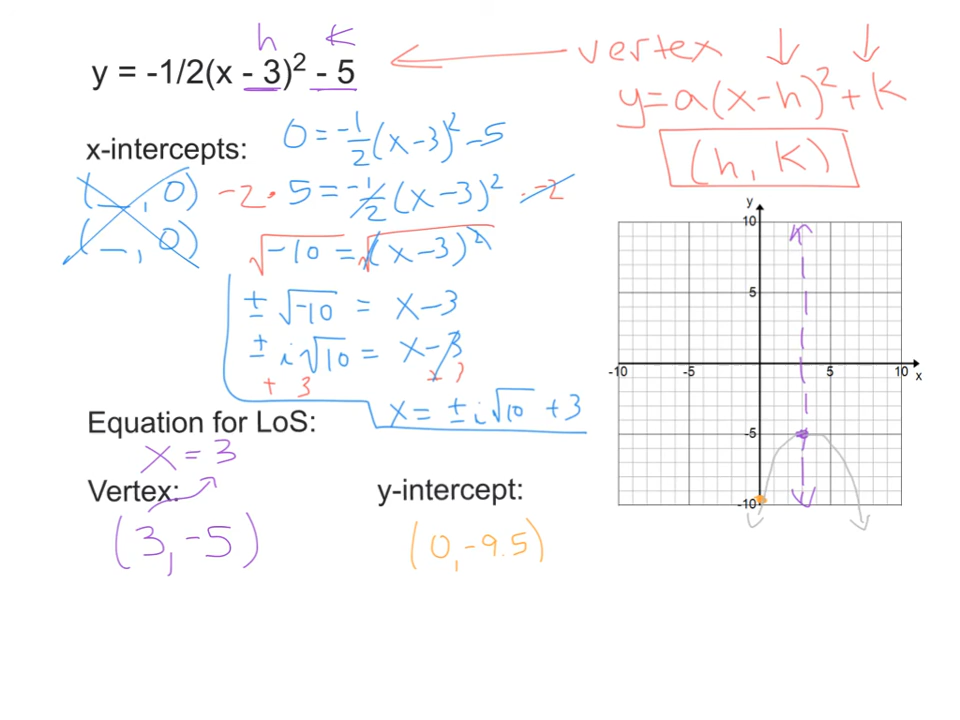 h k
y = -1/2(x - 3)² - 5
vertex
y=a(x-h)²+k
(h, k)
x-intercepts:
0 = -1/2 (x-3)² -5
(_, 0)
(_, 0)
-2 · 5 = -1/2 (x-3)² · -2
√-10 = √(x-3)²
± √-10 = x-3
± i√10 = x-3
+ 3 + 3
x = ± i√10 + 3
Equation for LoS:
x = 3
Vertex:
(3, -5)
y-intercept:
(0, -9.5)
y
10
5
-10 -5 5 10 x
-5
-10